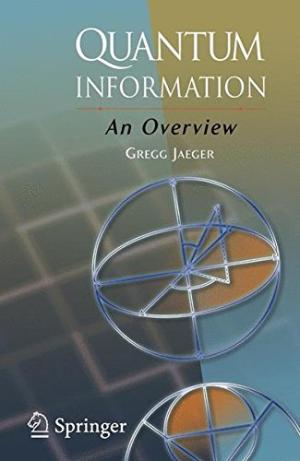 QUANTUM
INFORMATION
An Overview
GREGG JAEGER
Springer